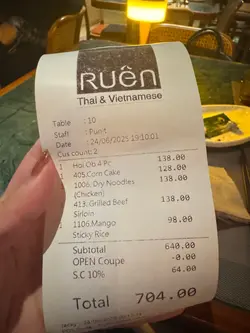 Ruên
Thai & Vietnamese
Table : 10
Staff : Punt
Date : 24/06/2025 19:10:01
Cus count: 2
1 Hoi Ob 4 Pc 138.00
1 405.Corn Cake 128.00
1 1006. Dry Noodles 138.00
(Chicken)
413. Grilled Beef 138.00
Sirloin
1 1106.Mango 98.00
Sticky Rice
Subtotal 640.00
OPEN Coupe -0.00
S.C 10% 64.00
Total 704.00